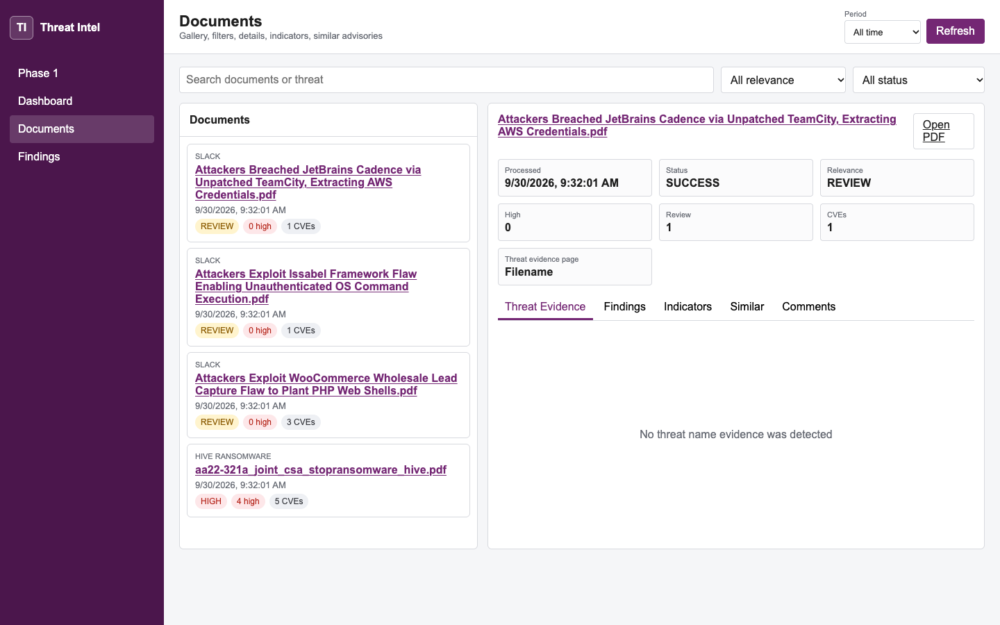 TI Threat Intel
Phase 1
Dashboard
Documents
Findings
Documents
Gallery, filters, details, indicators, similar advisories
Period
All time
Refresh
Search documents or threat
All relevance
All status
Documents
SLACK
Attackers Breached JetBrains Cadence via
Unpatched TeamCity, Extracting AWS
Credentials.pdf
9/30/2026, 9:32:01 AM
REVIEW 0 high 1 CVEs
SLACK
Attackers Exploit Issabel Framework Flaw
Enabling Unauthenticated OS Command
Execution.pdf
9/30/2026, 9:32:01 AM
REVIEW 0 high 1 CVEs
SLACK
Attackers Exploit WooCommerce Wholesale Lead
Capture Flaw to Plant PHP Web Shells.pdf
9/30/2026, 9:32:01 AM
REVIEW 0 high 3 CVEs
HIVE RANSOMWARE
aa22-321a_joint_csa_stopransomware_hive.pdf
9/30/2026, 9:32:01 AM
HIGH 4 high 5 CVEs
Attackers Breached JetBrains Cadence via Unpatched TeamCity, Extracting
AWS Credentials.pdf
Open
PDF
Processed
9/30/2026, 9:32:01 AM
Status
SUCCESS
Relevance
REVIEW
High
0
Review
1
CVEs
1
Threat evidence page
Filename
Threat Evidence Findings Indicators Similar Comments
No threat name evidence was detected